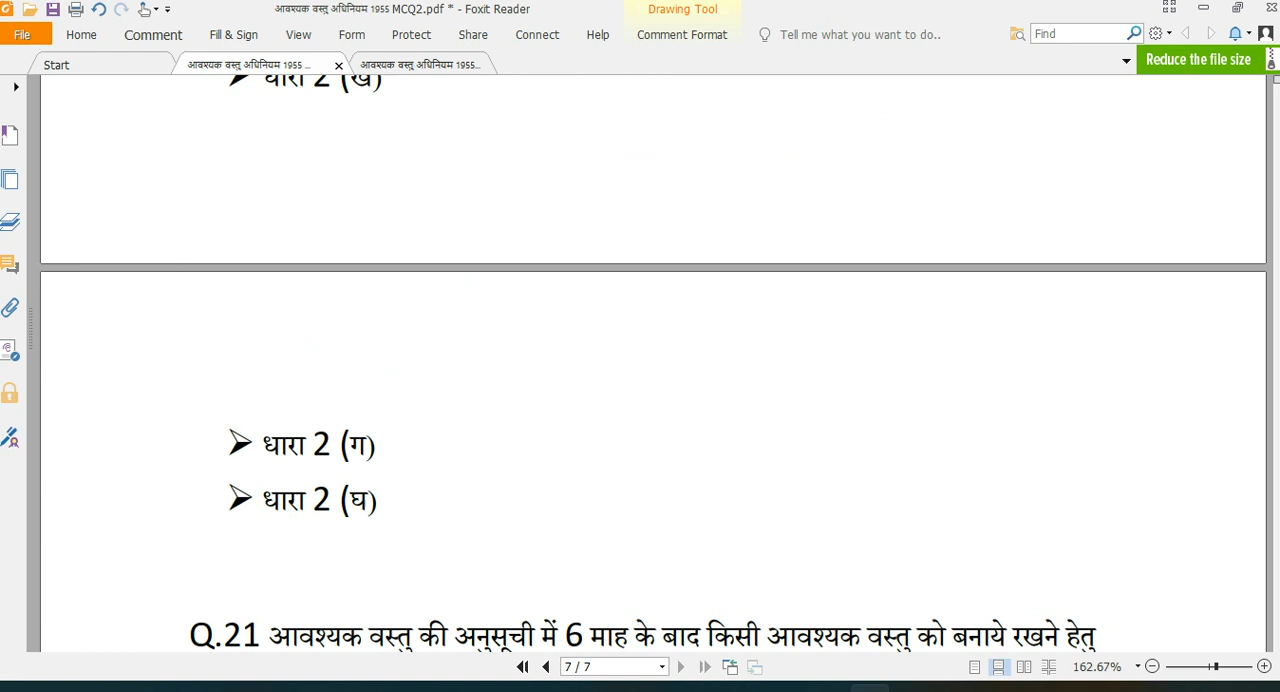 आवश्यक वस्तु अधिनियम 1955 MCQ2.pdf * - Foxit Reader
Drawing Tool
File Home Comment Fill & Sign View Form Protect Share Connect Help Comment Format Tell me what you want to do.. Find
Start आवश्यक वस्तु अधिनियम 1955 ... आवश्यक वस्तु अधिनियम 1955... Reduce the file size
धारा 2 (ख)
धारा 2 (ग)
धारा 2 (घ)
Q.21 आवश्यक वस्तु की अनुसूची में 6 माह के बाद किसी आवश्यक वस्तु को बनाये रखने हेतु
7 / 7 162.67%